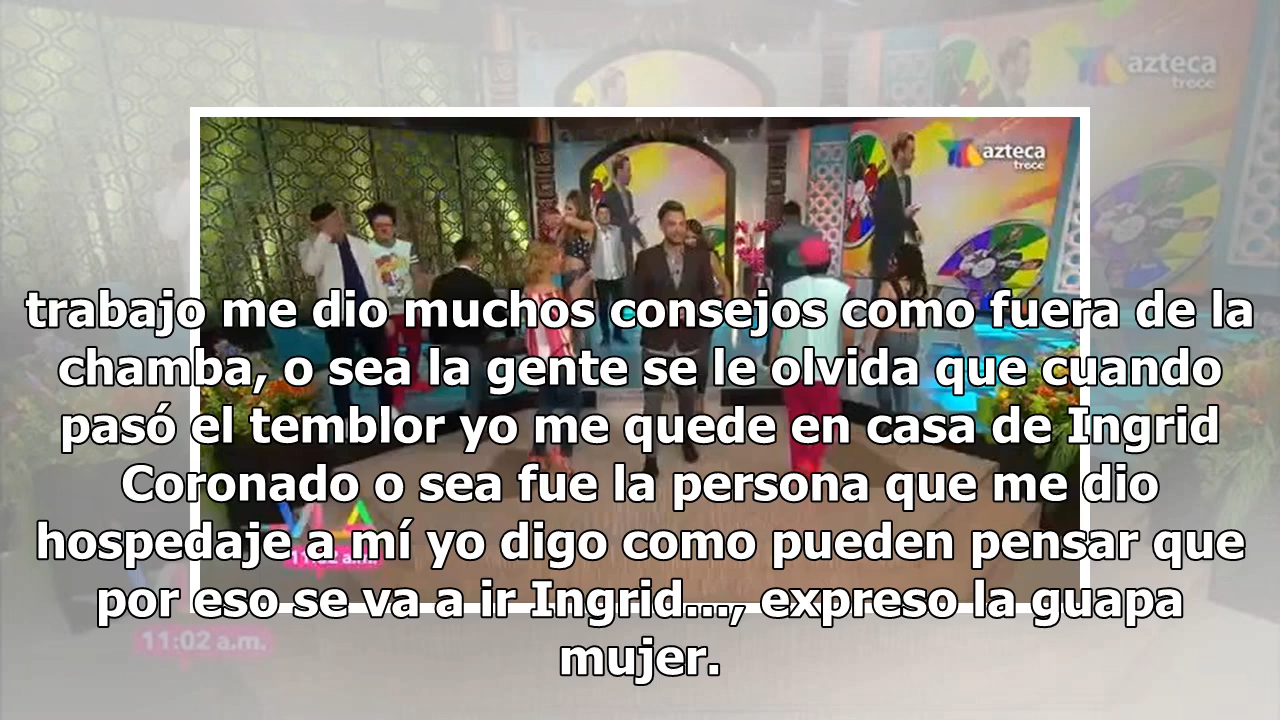 azteca
trece
azteca
trece
trabajo me dio muchos consejos como fuera de la
chamba, o sea la gente se le olvida que cuando
pasó el temblor yo me quede en casa de Ingrid
Coronado o sea fue la persona que me dio
hospedaje a mí yo digo como pueden pensar que
por eso se va a ir Ingrid..., expreso la guapa
mujer.
11:02 a.m.
11:02 a.m.